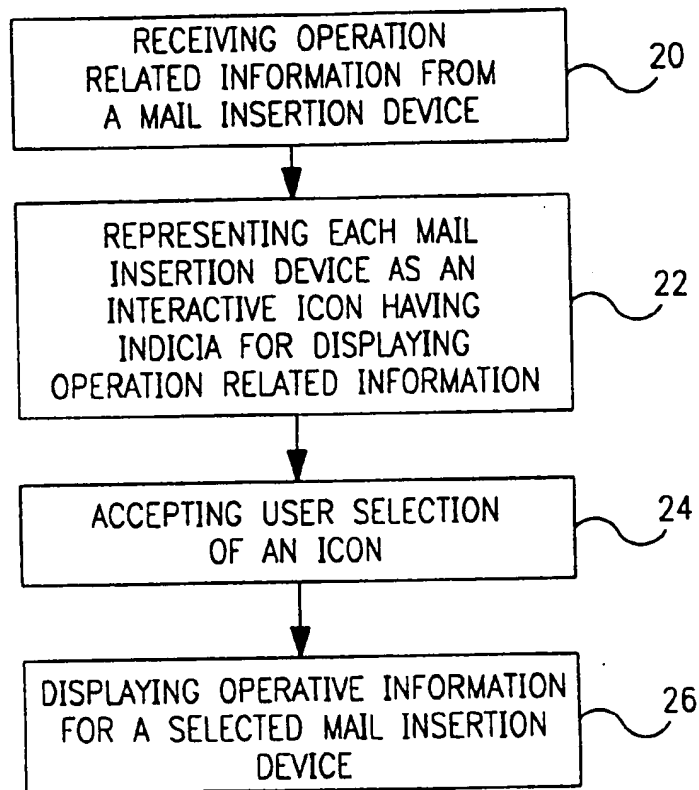 RECEIVING OPERATION
RELATED INFORMATION FROM
A MAIL INSERTION DEVICE
20
REPRESENTING EACH MAIL
INSERTION DEVICE AS AN
INTERACTIVE ICON HAVING
INDICIA FOR DISPLAYING
OPERATION RELATED INFORMATION
22
ACCEPTING USER SELECTION
OF AN ICON
24
DISPLAYING OPERATIVE INFORMATION
FOR A SELECTED MAIL INSERTION
DEVICE
26